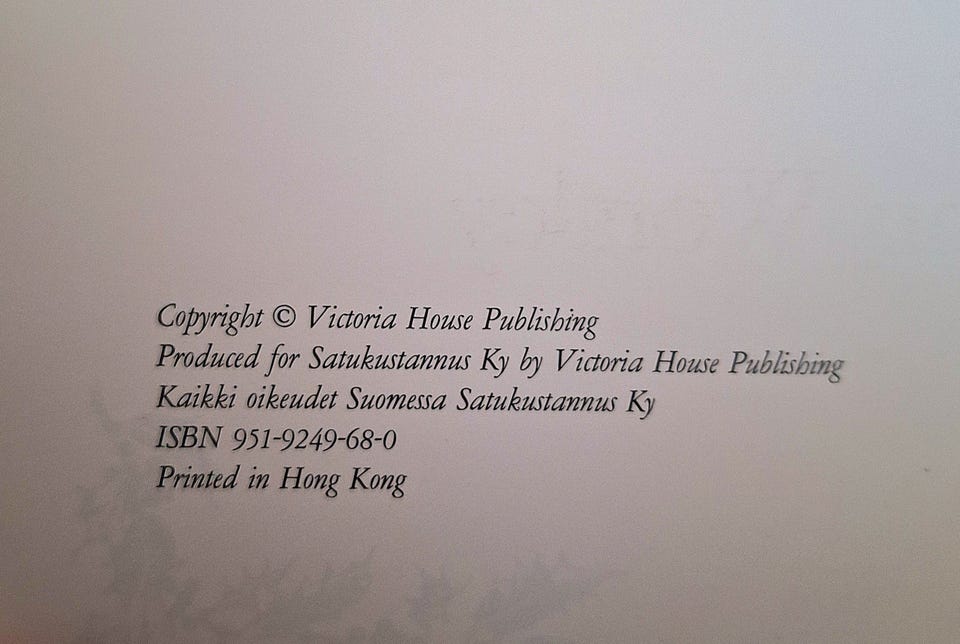 Copyright © Victoria House Publishing
Produced for Satukustannus Ky by Victoria House Publishing
Kaikki oikeudet Suomessa Satukustannus Ky
ISBN 951-9249-68-0
Printed in Hong Kong